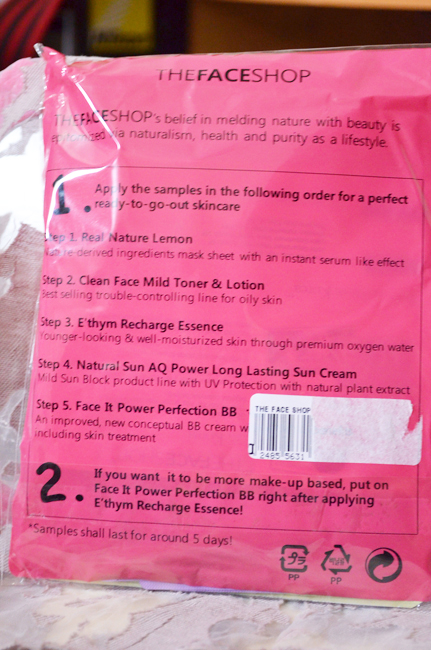 THEFACESHOP
THEFACESHOP's belief in melding nature with beauty is
via naturalism, health and purity as a lifestyle.
1. Apply the samples in the following order for a perfect
ready-to-go-out skincare
Step 1. Real Nature Lemon
Nature-derived ingredients mask sheet with an instant serum like effect
Step 2. Clean Face Mild Toner & Lotion
Best selling trouble-controlling line for oily skin
Step 3. E'thym Recharge Essence
Younger-looking & well-moisturized skin through premium oxygen water
Step 4. Natural Sun AQ Power Long Lasting Sun Cream
Mild Sun Block product line with UV Protection with natural plant extract
Step 5. Face It Power Perfection BB
An improved, new conceptual BB cream w
including skin treatment
THE FACE SHOP
2485 5631
2. If you want it to be more make-up based, put on
Face It Power Perfection BB right after applying
E'thym Recharge Essence!
*Samples shall last for around 5 days!
PP PP